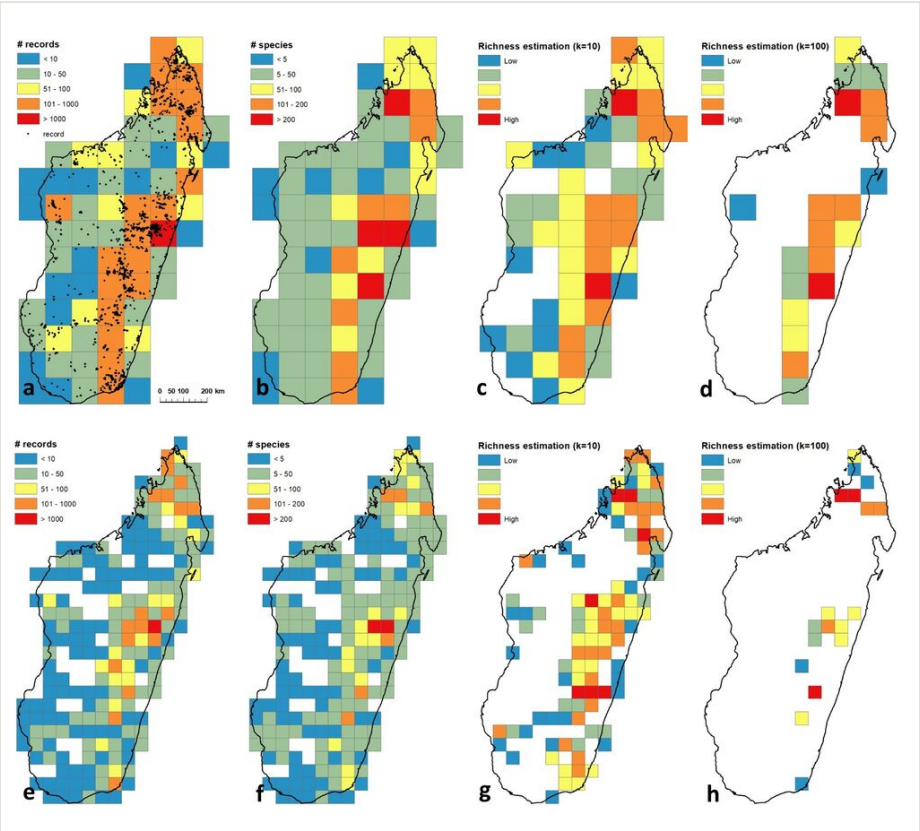 # records
< 10
10 - 50
51 - 100
101 - 1000
> 1000
record
a
0 50 100 200 km
# species
< 5
5 - 50
51- 100
101 - 200
> 200
b
Richness estimation (k=10)
Low
High
c
Richness estimation (k=100)
Low
High
d
# records
< 10
10 - 50
51 - 100
101 - 1000
> 1000
e
# species
< 5
5 - 50
51 - 100
101 - 200
> 200
f
Richness estimation (k=10)
Low
High
g
Richness estimation (k=100)
Low
High
h